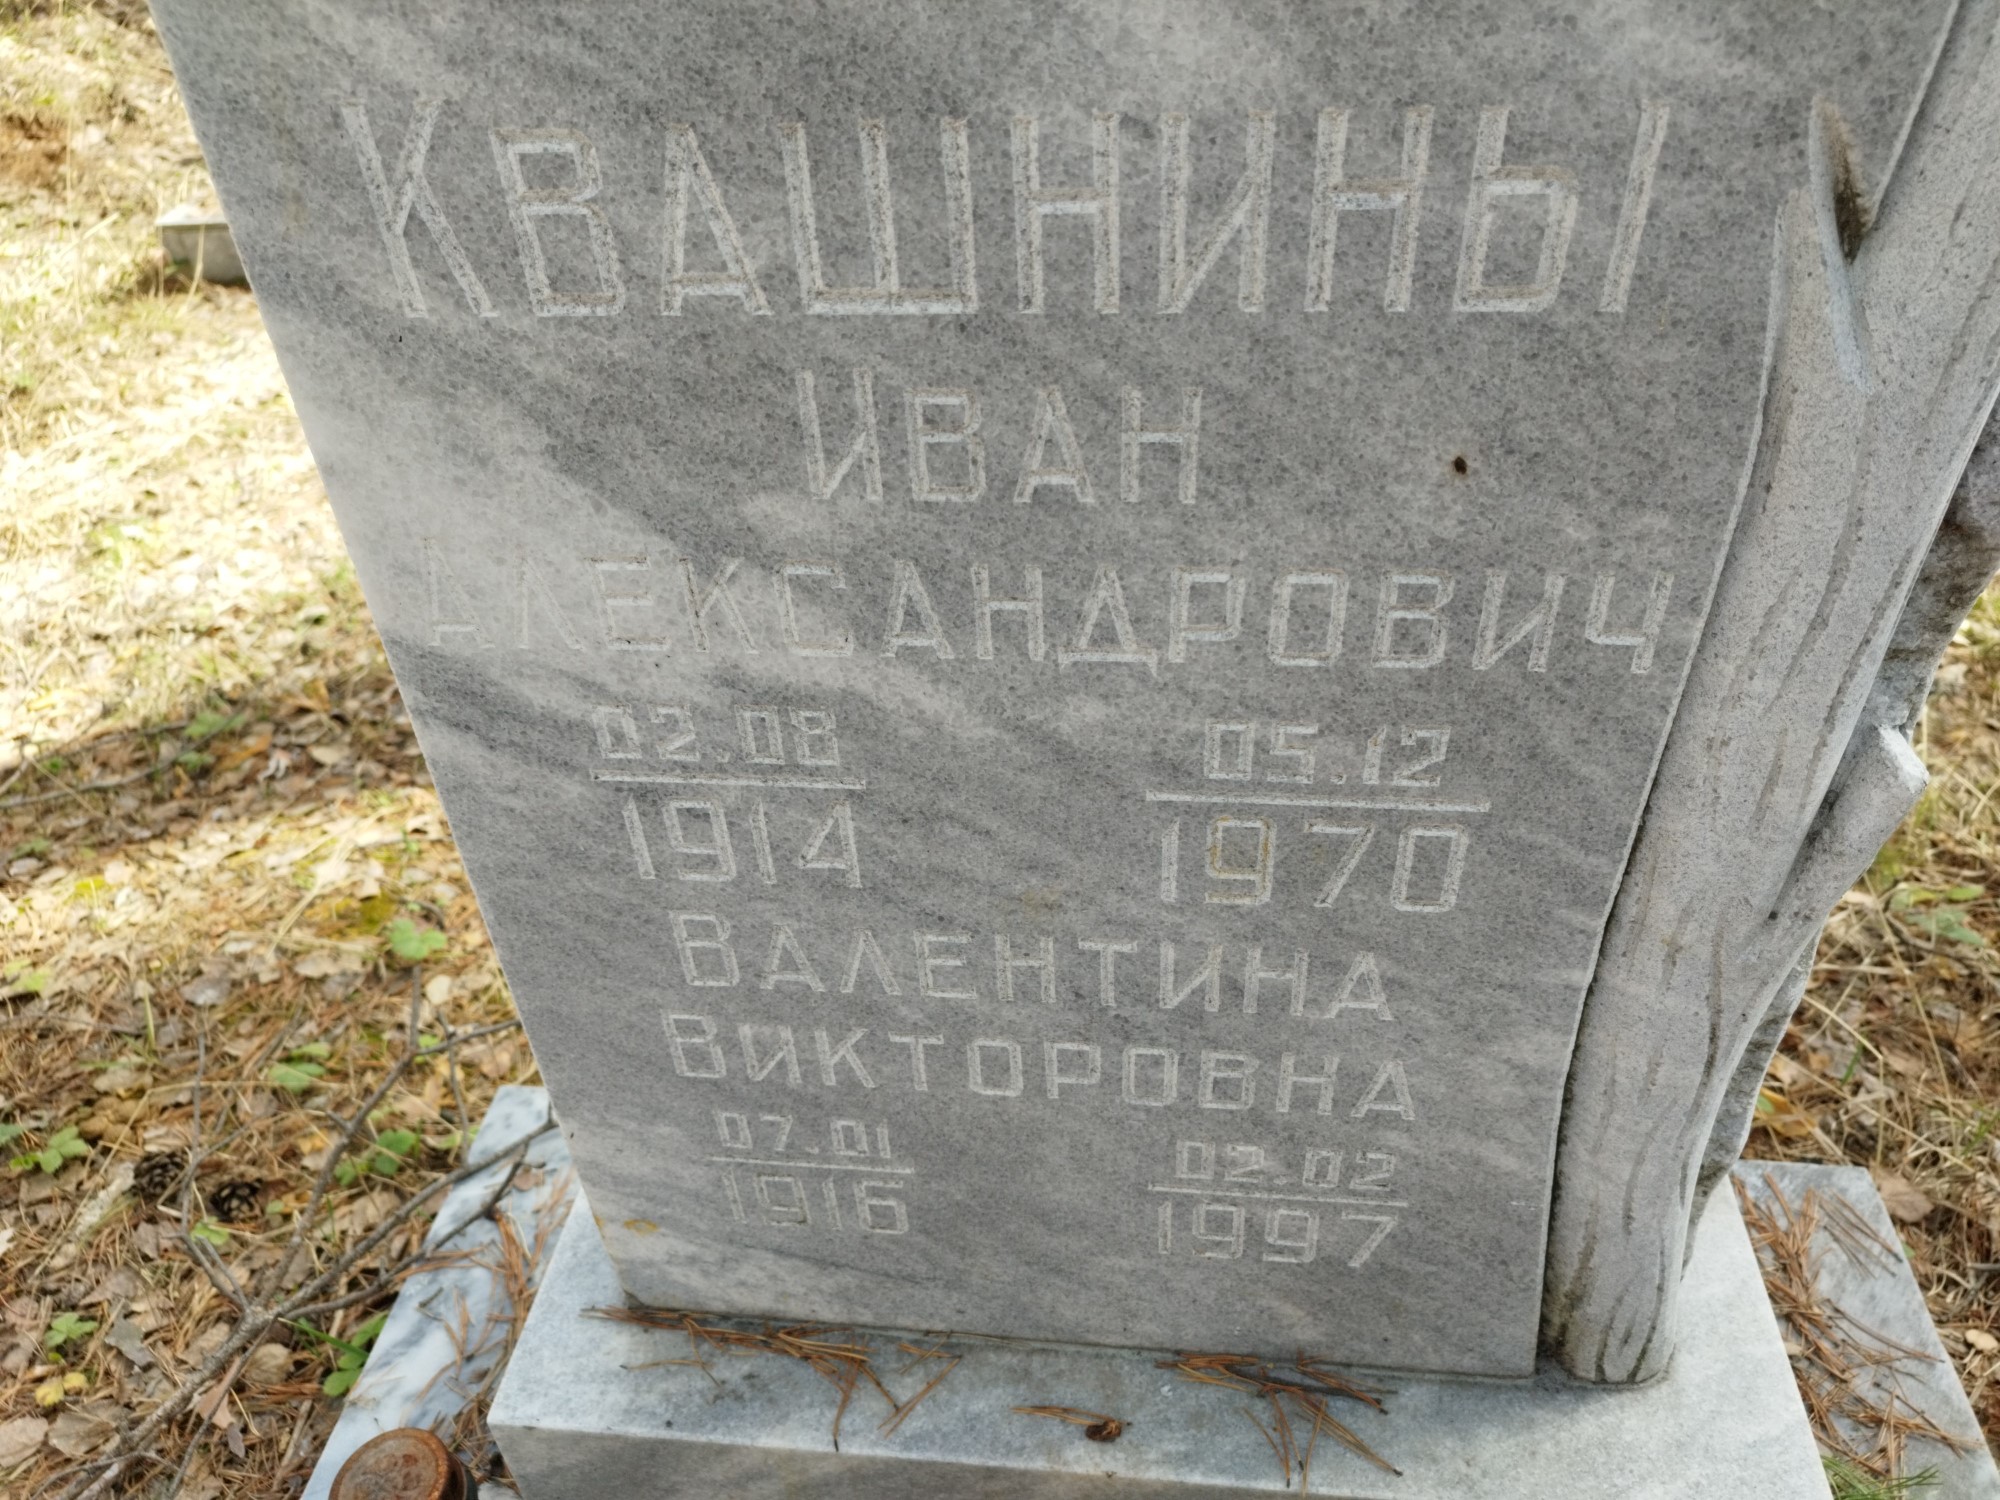 КВАШНИНЫ
ИВАН
АЛЕКСАНДРОВИЧ
02.08 05.12
1914 1970
ВАЛЕНТИНА
ВИКТОРОВНА
07.01 02.02
1916 1997